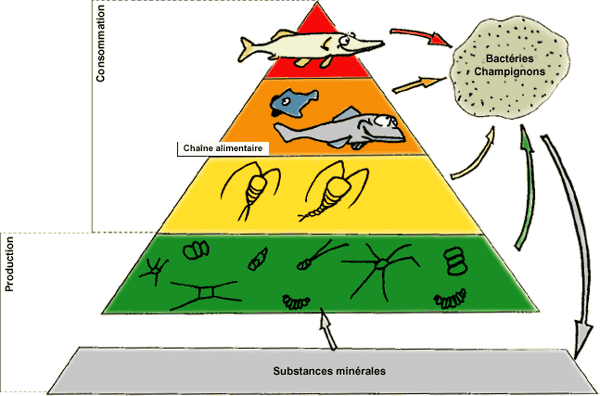 Consommation
Bactéries
Champignons
Chaîne alimentaire
Production
Substances minérales